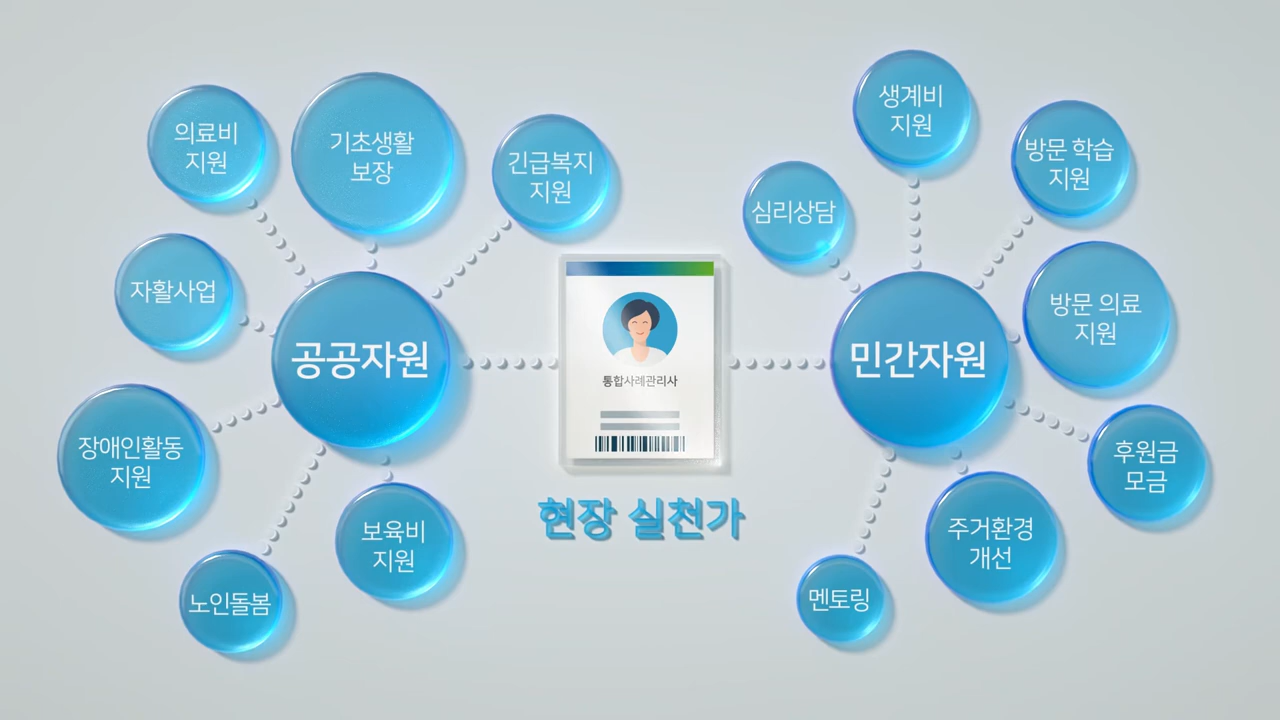 의료비
지원
기초생활
보장
긴급복지
지원
자활사업
공공자원
장애인활동
지원
보육비
지원
노인돌봄
통합사례관리사
현장 실천가
생계비
지원
방문 학습
지원
심리상담
방문 의료
지원
민간자원
후원금
모금
주거환경
개선
멘토링